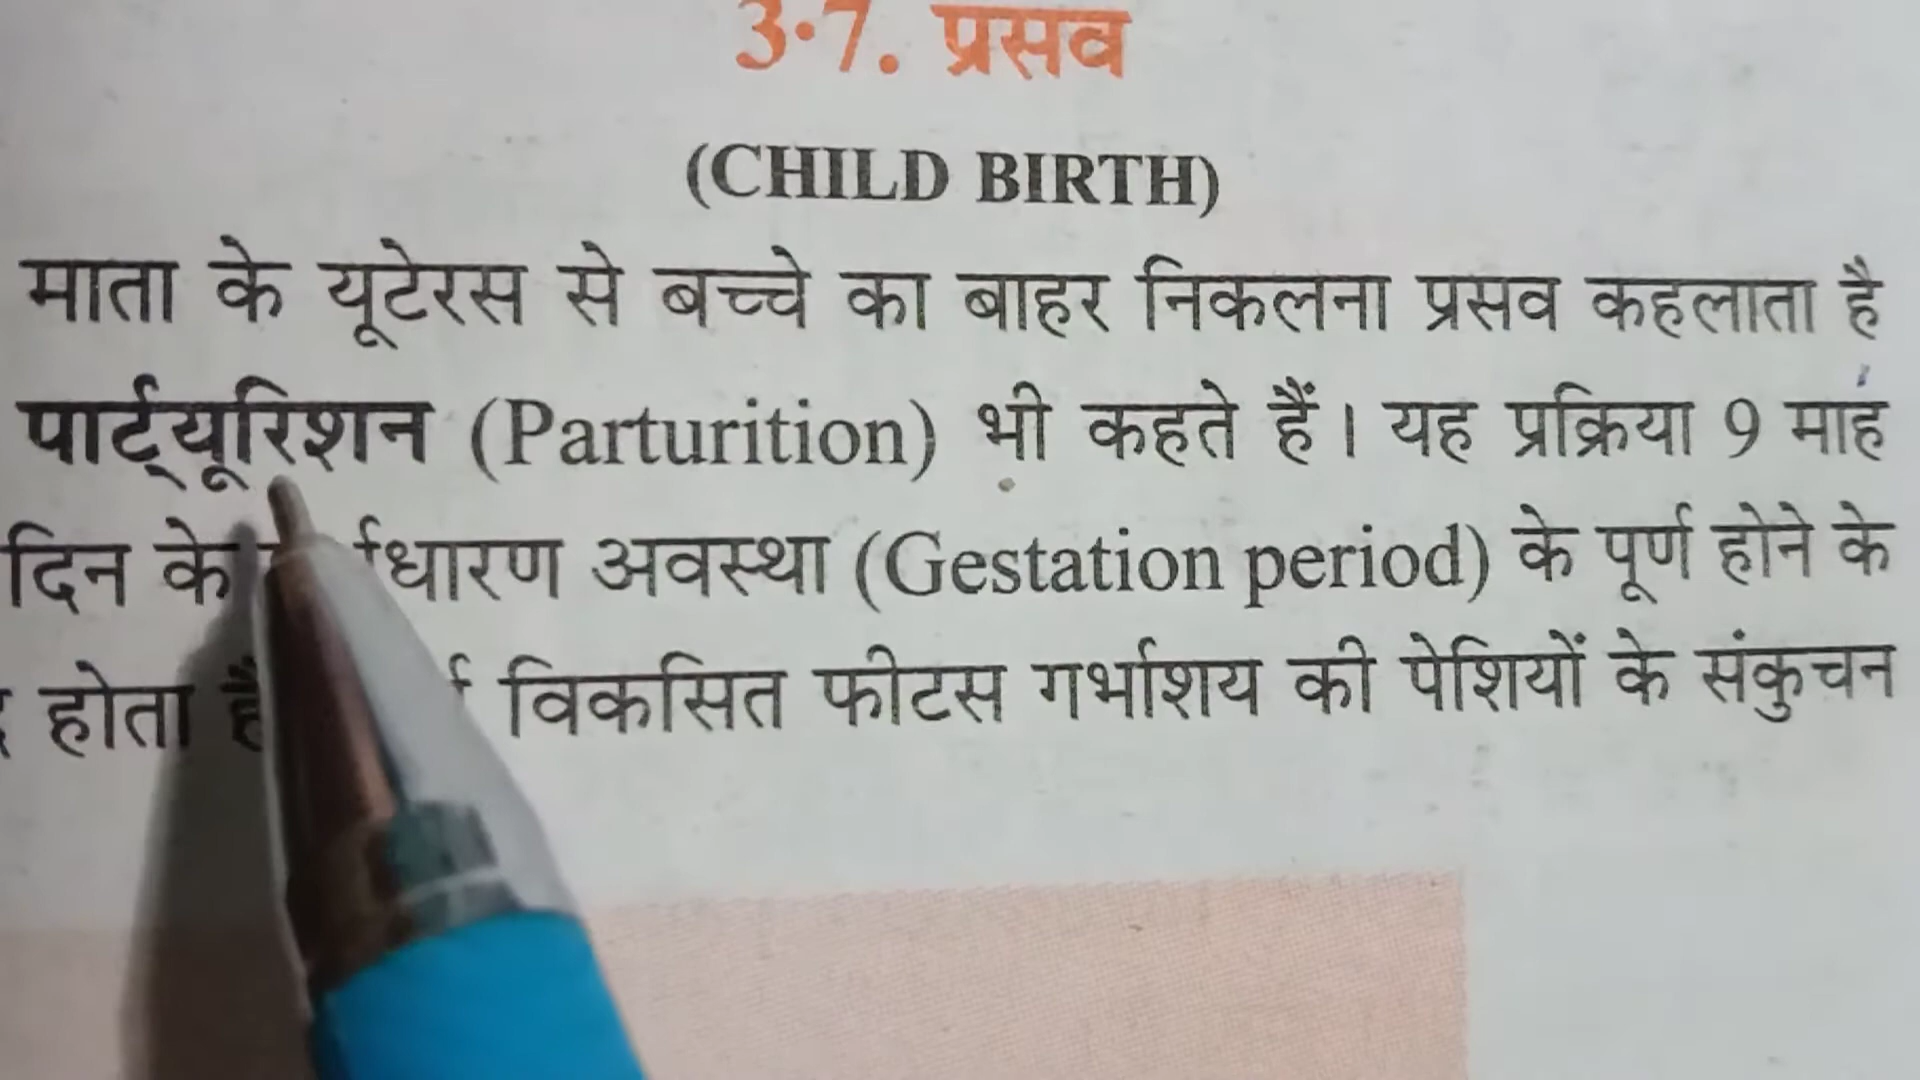 3·7. प्रसव
(CHILD BIRTH)
माता के यूटेरस से बच्चे का बाहर निकलना प्रसव कहलाता है
पार्ट्यूरिशन (Parturition) भी कहते हैं। यह प्रक्रिया 9 माह
दिन के अवस्था (Gestation period) के पूर्ण होने के
होता विकसित फीटस गर्भाशय की पेशियों के संकुचन